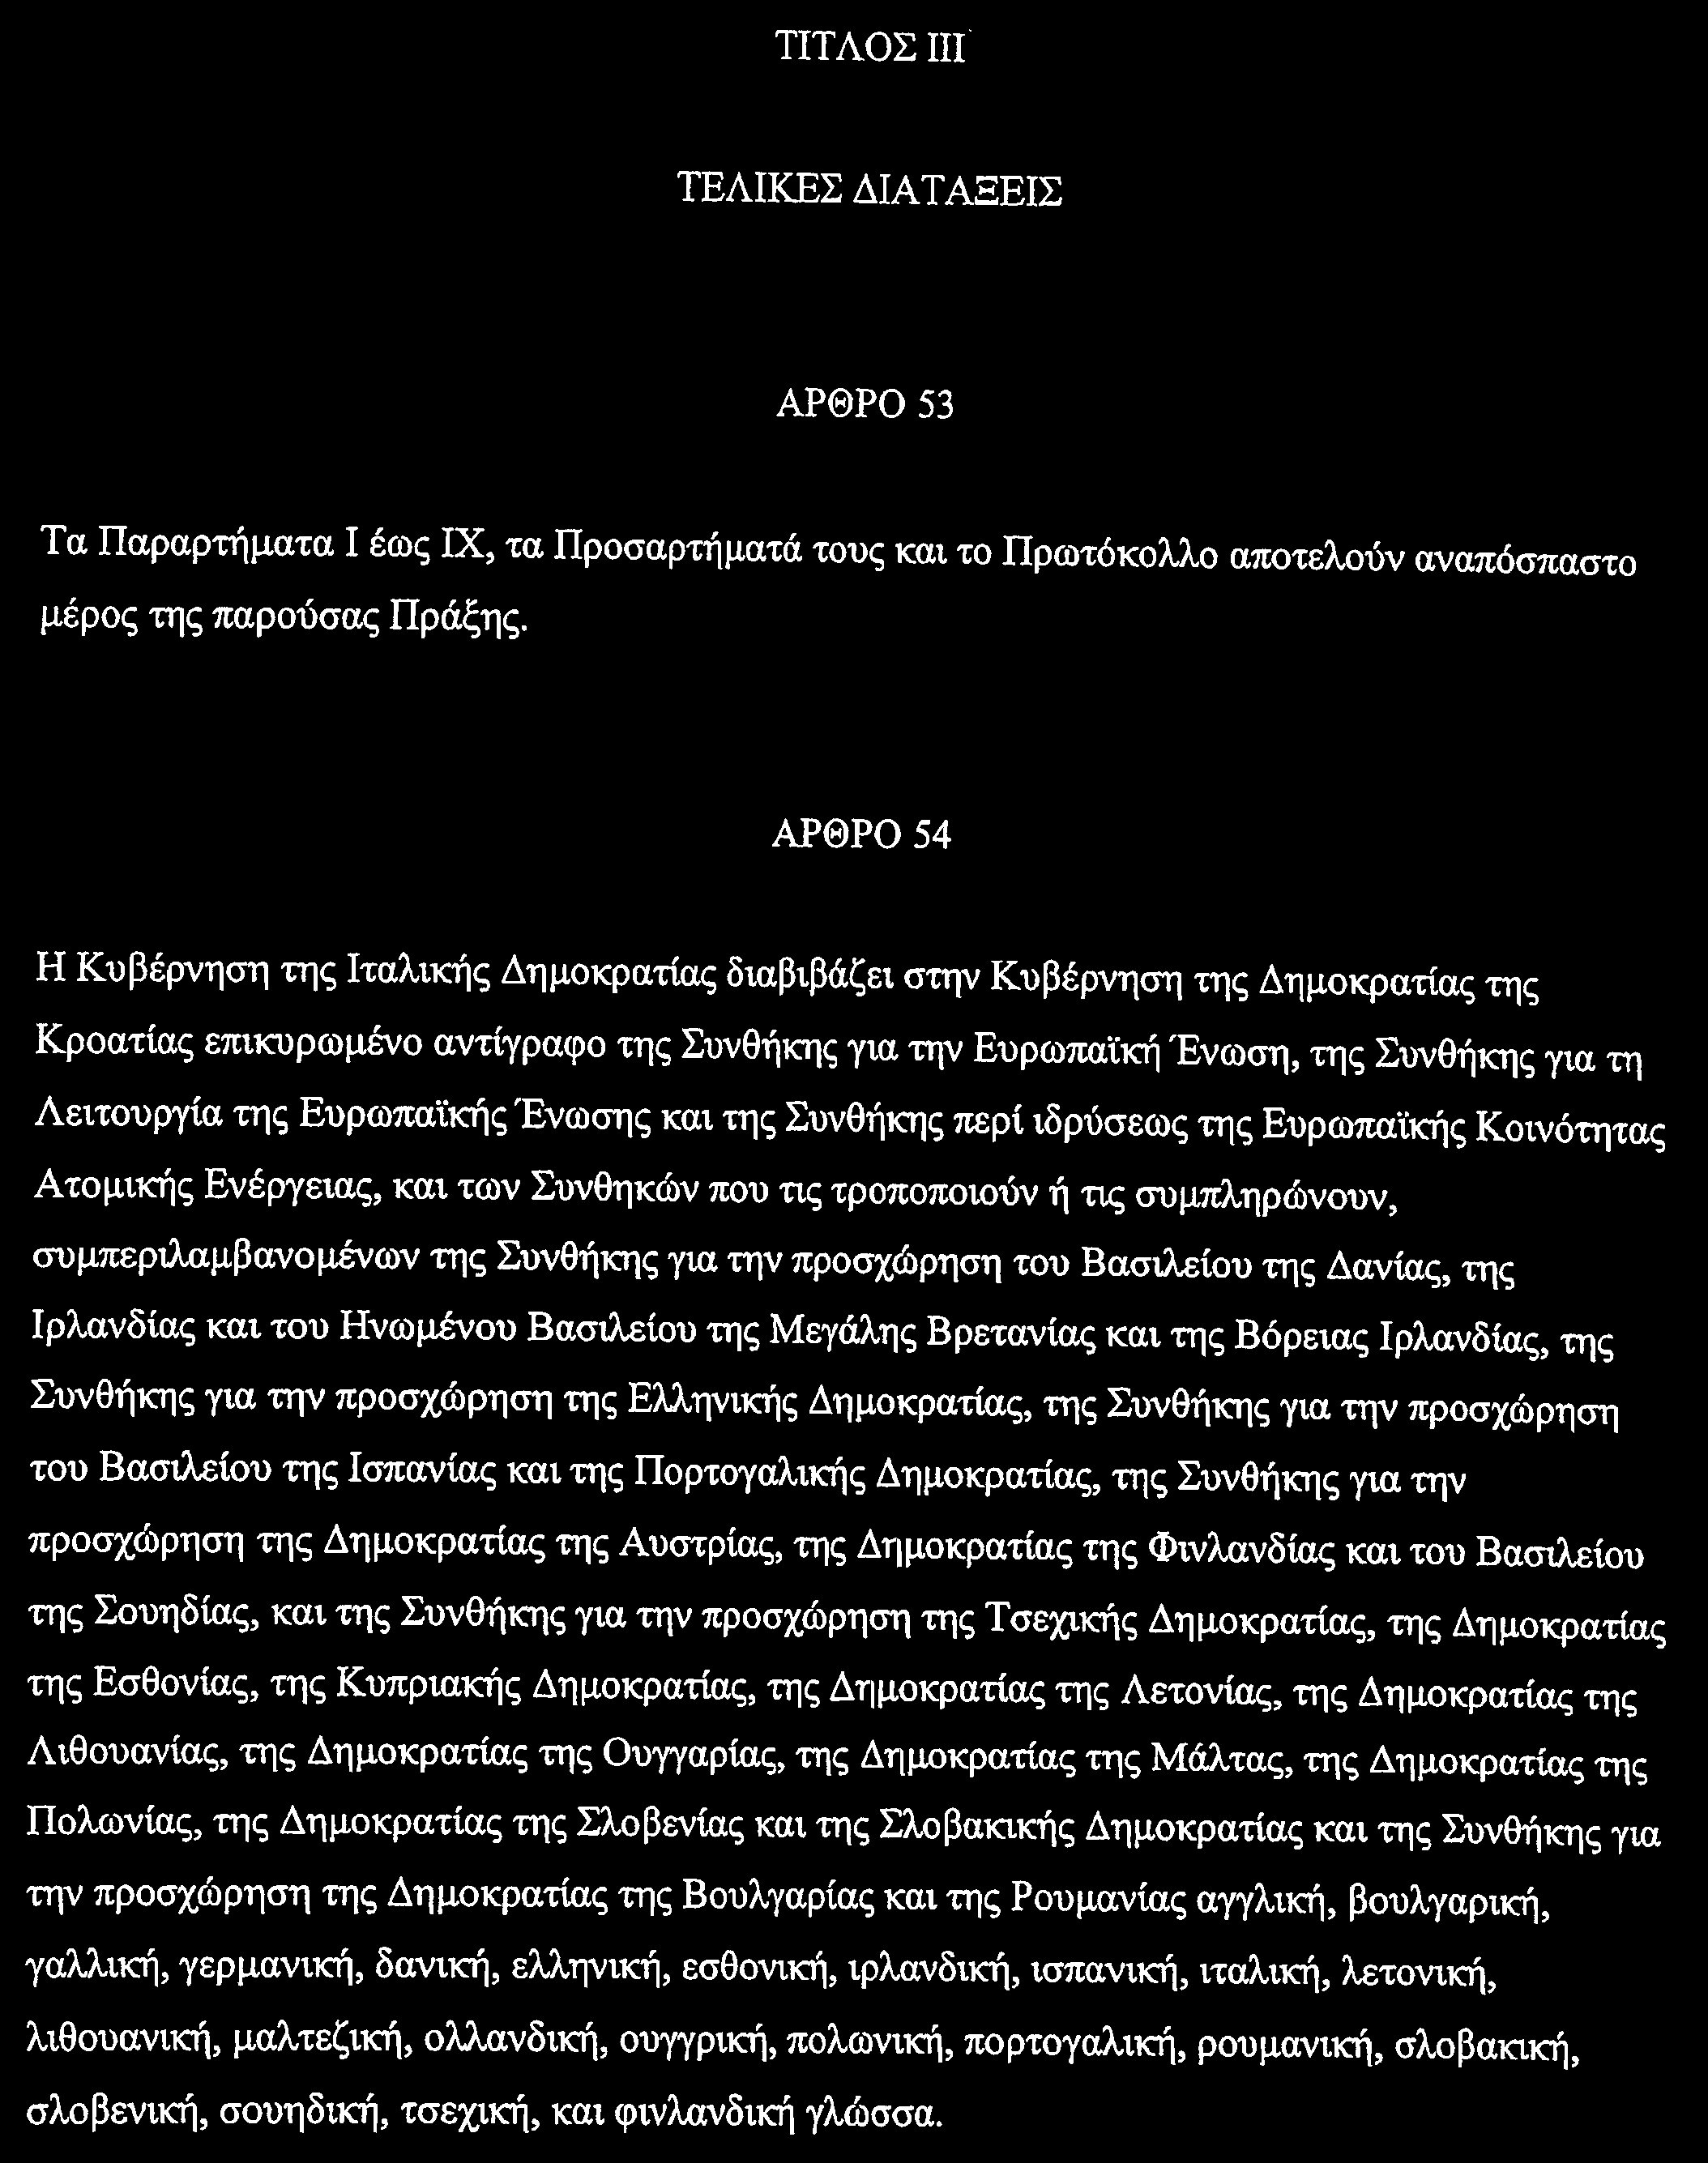 ΤΙΤΛΟΣ ΙΙΙ
ΤΕΛΙΚΕΣ ΔΙΑΤΑΞΕΙΣ
ΑΡΘΡΟ 53
Τα Παραρτήματα Ι έως ΙΧ, τα Προσαρτήματά τους και το Πρωτόκολλο αποτελούν αναπόσπαστο
μέρος της παρούσας Πράξης.
ΑΡΘΡΟ 54
Η Κυβέρνηση της Ιταλικής Δημοκρατίας διαβιβάζει στην Κυβέρνηση της Δημοκρατίας της
Κροατίας επικυρωμένο αντίγραφο της Συνθήκης για την Ευρωπαϊκή Ένωση, της Συνθήκης για τη
Λειτουργία της Ευρωπαϊκής Ένωσης και της Συνθήκης περί ιδρύσεως της Ευρωπαϊκής Κοινότητας
Ατομικής Ενέργειας, και των Συνθηκών που τις τροποποιούν ή τις συμπληρώνουν,
συμπεριλαμβανομένων της Συνθήκης για την προσχώρηση του Βασιλείου της Δανίας, της
Ιρλανδίας και του Ηνωμένου Βασιλείου της Μεγάλης Βρετανίας και της Βόρειας Ιρλανδίας, της
Συνθήκης για την προσχώρηση της Ελληνικής Δημοκρατίας, της Συνθήκης για την προσχώρηση
του Βασιλείου της Ισπανίας και της Πορτογαλικής Δημοκρατίας, της Συνθήκης για την
προσχώρηση της Δημοκρατίας της Αυστρίας, της Δημοκρατίας της Φινλανδίας και του Βασιλείου
της Σουηδίας, και της Συνθήκης για την προσχώρηση της Τσεχικής Δημοκρατίας, της Δημοκρατίας
της Εσθονίας, της Κυπριακής Δημοκρατίας, της Δημοκρατίας της Λετονίας, της Δημοκρατίας της
Λιθουανίας, της Δημοκρατίας της Ουγγαρίας, της Δημοκρατίας της Μάλτας, της Δημοκρατίας της
Πολωνίας, της Δημοκρατίας της Σλοβενίας και της Σλοβακικής Δημοκρατίας και της Συνθήκης για
την προσχώρηση της Δημοκρατίας της Βουλγαρίας και της Ρουμανίας αγγλική, βουλγαρική,
γαλλική, γερμανική, δανική, ελληνική, εσθονική, ιρλανδική, ισπανική, ιταλική, λετονική,
λιθουανική, μαλτεζική, ολλανδική, ουγγρική, πολωνική, πορτογαλική, ρουμανική, σλοβακική,
σλοβενική, σουηδική, τσεχική, και φινλανδική γλώσσα.